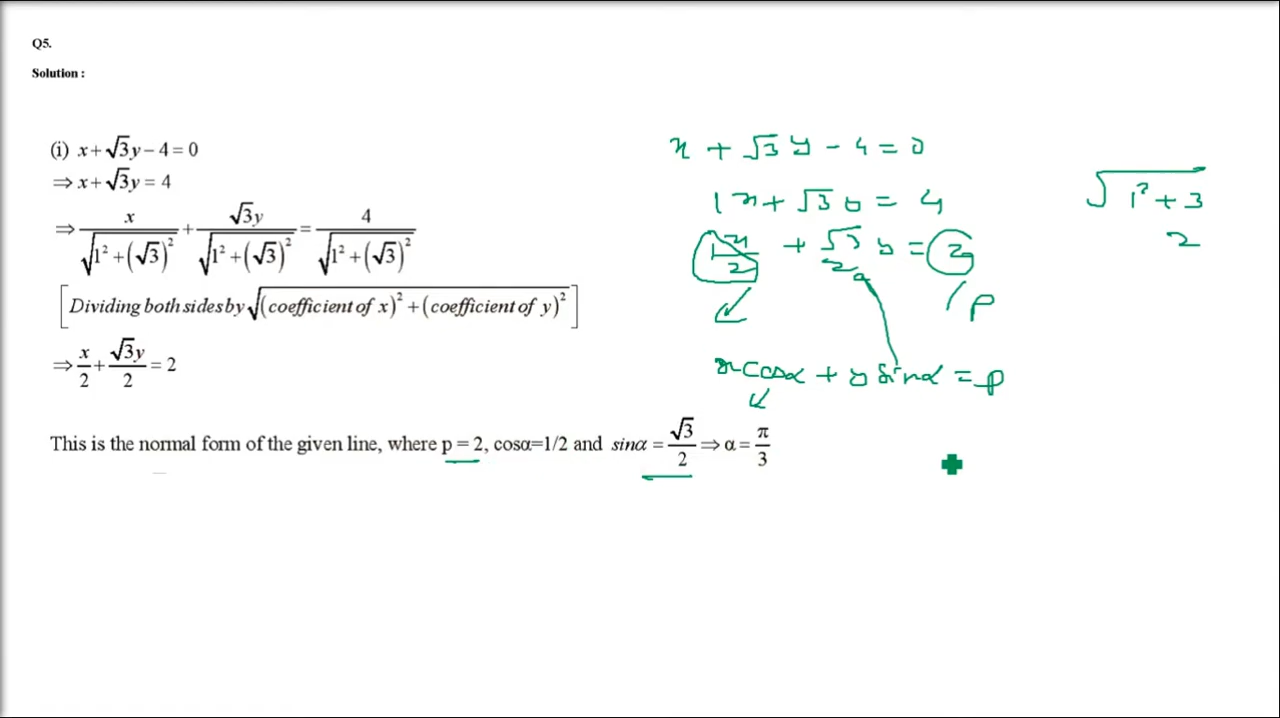 Q5.
Solution :
(i) x + √3y − 4 = 0
⇒ x + √3y = 4
⇒ x/√(1² + (√3)²) + √3y/√(1² + (√3)²) = 4/√(1² + (√3)²)
[Dividing both sides by √((coefficient of x)² + (coefficient of y)²)]
⇒ x/2 + √3y/2 = 2
This is the normal form of the given line, where p = 2, cosα=1/2 and sinα = √3/2 ⇒ α = π/3
x + √3 y − 4 = 0
1x + √3 y = 4
√(1² + 3)
2
1x/2 + √3/2 y = 2
p
x cosα + y sinα = p